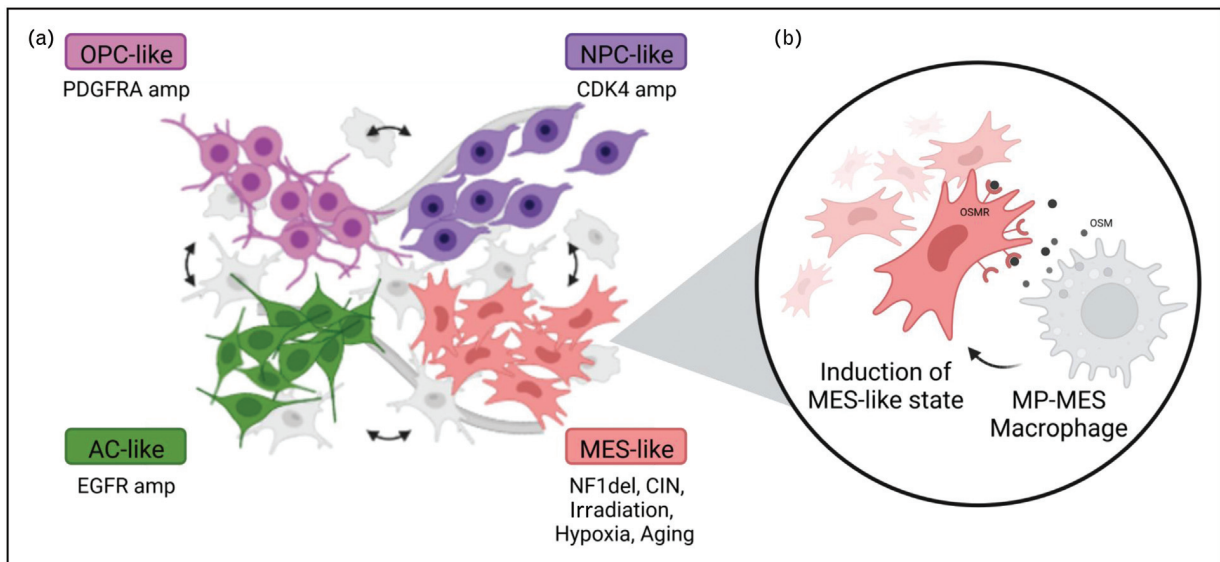 (a)
OPC-like
PDGFRA amp
NPC-like
CDK4 amp
AC-like
EGFR amp
MES-like
NF1del, CIN,
Irradiation,
Hypoxia, Aging
(b)
OSMR
OSM
Induction of
MES-like state
MP-MES
Macrophage